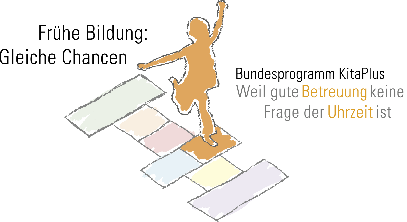 Frühe Bildung:
Gleiche Chancen
Bundesprogramm KitaPlus
Weil gute Betreuung keine
Frage der Uhrzeit ist